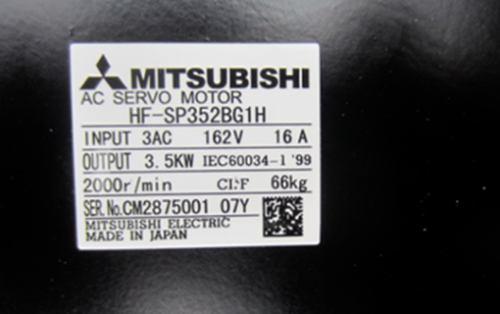 MITSUBISHI
AC SERVO MOTOR
HF-SP352BG1H
INPUT 3AC 162V 16 A
OUTPUT 3.5KW IEC60034-1 '99
2000r/min Cl.F 66kg
SER.No.CM2875001 07Y
MITSUBISHI ELECTRIC
MADE IN JAPAN